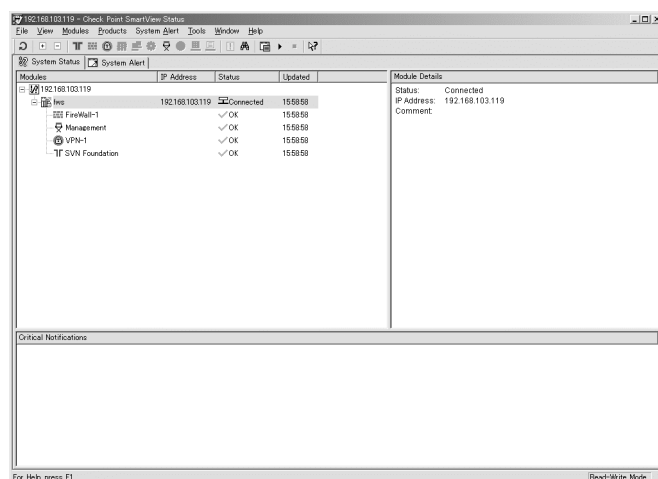 192.168.103.119 - Check Point SmartView Status
File View Modules Products System Alert Tools Window Help
System Status System Alert
Modules IP Address Status Updated
192.168.103.119
fws 192.168.103.119 Connected 15:58:58
FireWall-1 OK 15:58:58
Management OK 15:58:58
VPN-1 OK 15:58:58
SVN Foundation OK 15:58:58
Module Details
Status: Connected
IP Address: 192.168.103.119
Comment:
Critical Notifications
For Help, press F1 Read-Write Mode